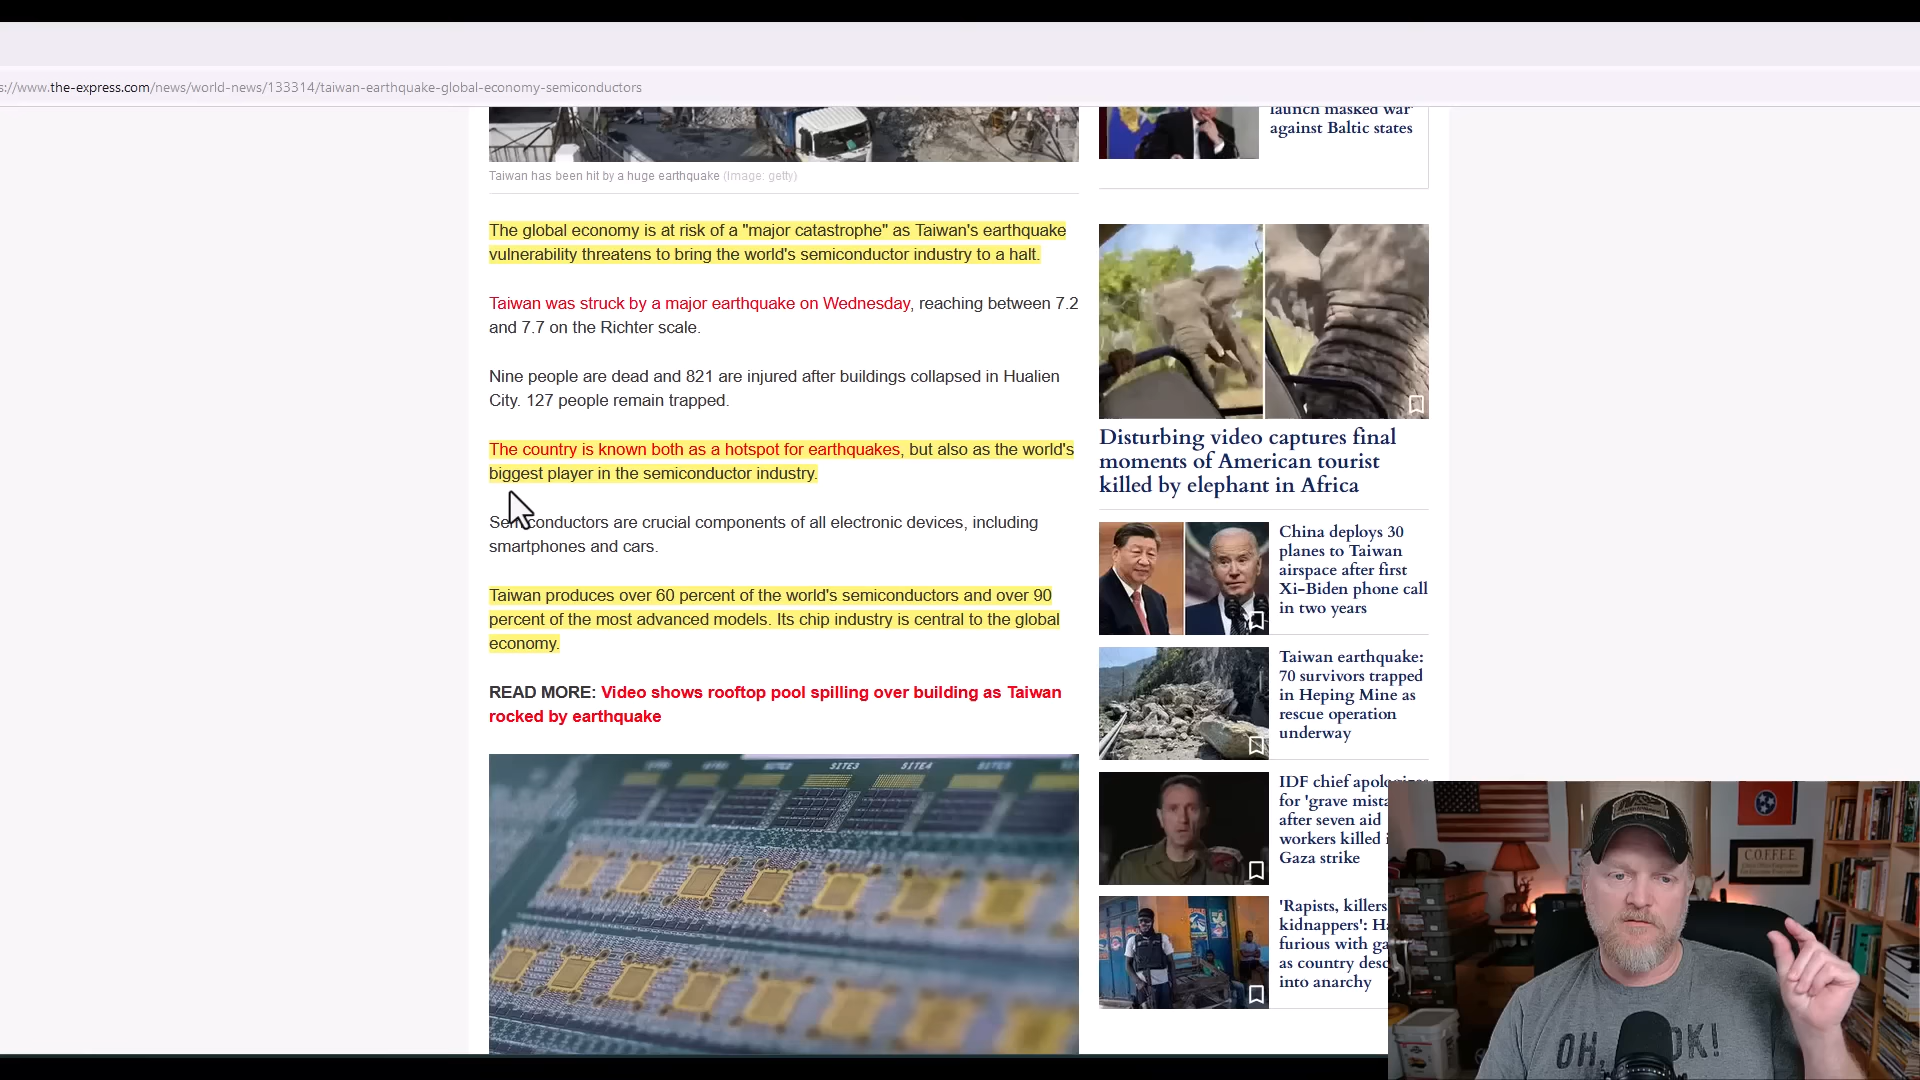 s://www.the-express.com/news/world-news/133314/taiwan-earthquake-global-economy-semiconductors
Taiwan has been hit by a huge earthquake (Image: getty)
The global economy is at risk of a "major catastrophe" as Taiwan's earthquake
vulnerability threatens to bring the world's semiconductor industry to a halt.
Taiwan was struck by a major earthquake on Wednesday, reaching between 7.2
and 7.7 on the Richter scale.
Nine people are dead and 821 are injured after buildings collapsed in Hualien
City. 127 people remain trapped.
The country is known both as a hotspot for earthquakes, but also as the world's
biggest player in the semiconductor industry.
Semiconductors are crucial components of all electronic devices, including
smartphones and cars.
Taiwan produces over 60 percent of the world's semiconductors and over 90
percent of the most advanced models. Its chip industry is central to the global
economy.
READ MORE: Video shows rooftop pool spilling over building as Taiwan
rocked by earthquake
SITE3
SITE4
launch masked war'
against Baltic states
Disturbing video captures final
moments of American tourist
killed by elephant in Africa
China deploys 30
planes to Taiwan
airspace after first
Xi-Biden phone call
in two years
Taiwan earthquake:
70 survivors trapped
in Heping Mine as
rescue operation
underway
IDF chief apologizes
for 'grave mista
after seven aid
workers killed i
Gaza strike
'Rapists, killers
kidnappers': Ha
furious with ga
as country desc
into anarchy
C.O.F.F.E.E.
OH, OK!